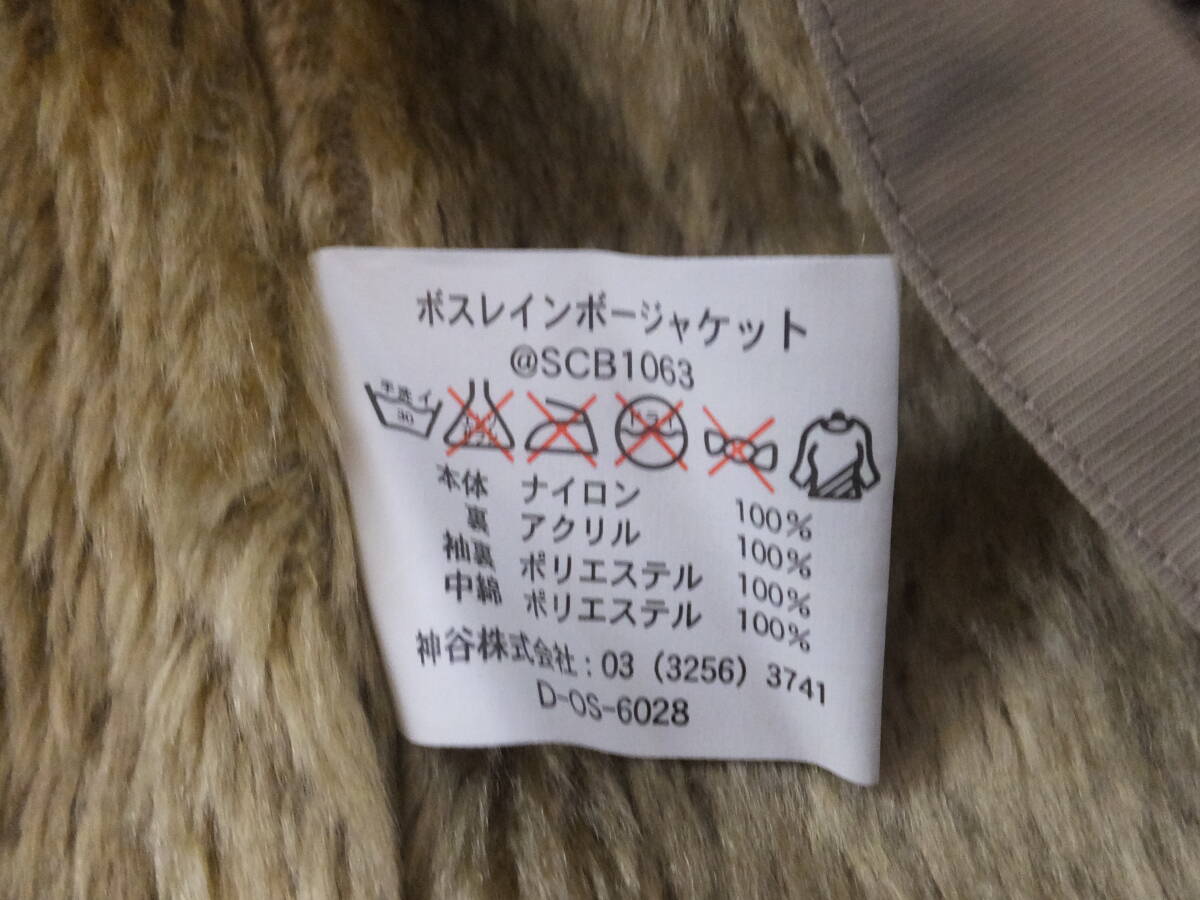 ボスレインボージャケット
@SCB1063
手洗イ
30
ドライ
本体 ナイロン 100%
裏 アクリル 100%
袖裏 ポリエステル 100%
中綿 ポリエステル 100%
神谷株式会社:03(3256)3741
D-OS-6028